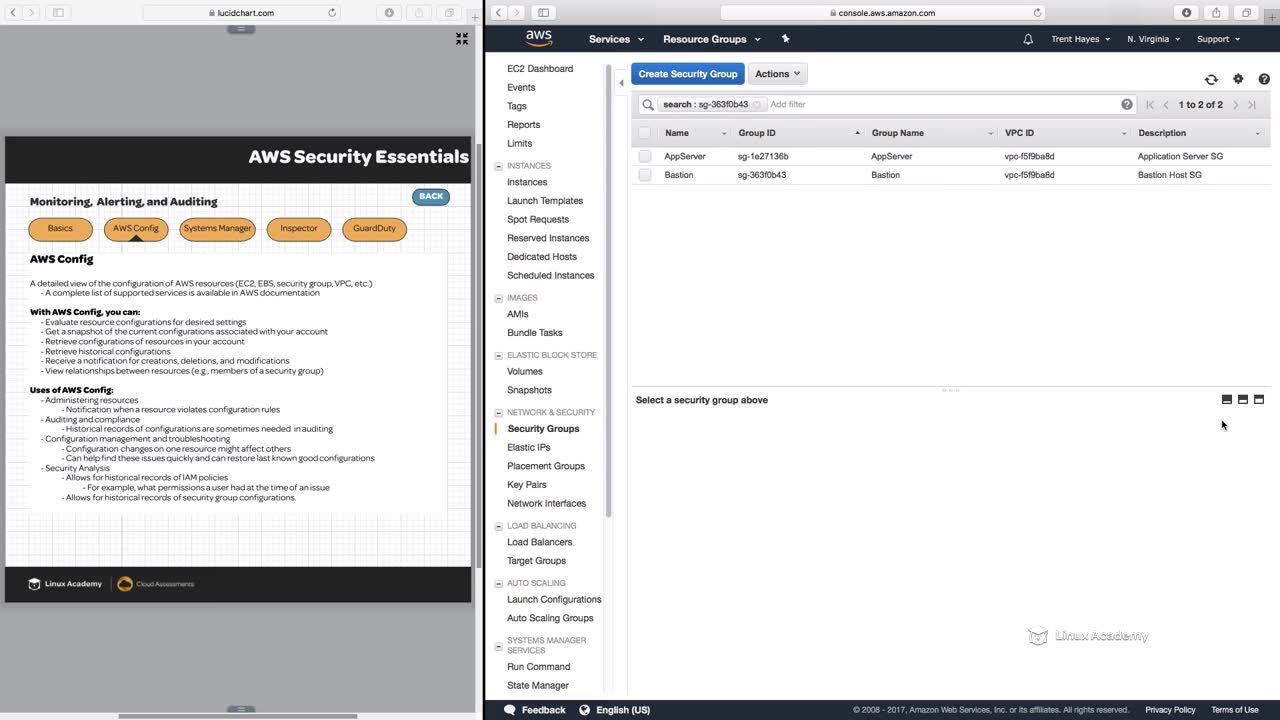 lucidchart.com
AWS Security Essentials
BACK
Monitoring, Alerting, and Auditing
Basics
AWS Config
Systems Manager
Inspector
GuardDuty
AWS Config
A detailed view of the configuration of AWS resources (EC2, EBS, security group, VPC, etc.)
- A complete list of supported services is available in AWS documentation
With AWS Config, you can:
- Evaluate resource configurations for desired settings
- Get a snapshot of the current configurations associated with your account
- Retrieve configurations of resources in your account
- Retrieve historical configurations
- Receive a notification for creations, deletions, and modifications
- View relationships between resources (e.g., members of a security group)
Uses of AWS Config:
- Administering resources
- Notification when a resource violates configuration rules
- Auditing and compliance
- Historical records of configurations are sometimes needed in auditing
- Configuration management and troubleshooting
- Configuration changes on one resource might affect others
- Can help find these issues quickly and can restore last known good configurations
- Security Analysis
- Allows for historical records of IAM policies
- For example, what permissions a user had at the time of an issue
- Allows for historical records of security group configurations.
Linux Academy
Cloud Assessments
console.aws.amazon.com
aws
Services
Resource Groups
Trent Hayes
N. Virginia
Support
EC2 Dashboard
Events
Tags
Reports
Limits
INSTANCES
Instances
Launch Templates
Spot Requests
Reserved Instances
Dedicated Hosts
Scheduled Instances
IMAGES
AMIs
Bundle Tasks
ELASTIC BLOCK STORE
Volumes
Snapshots
NETWORK & SECURITY
Security Groups
Elastic IPs
Placement Groups
Key Pairs
Network Interfaces
LOAD BALANCING
Load Balancers
Target Groups
AUTO SCALING
Launch Configurations
Auto Scaling Groups
SYSTEMS MANAGER
SERVICES
Run Command
State Manager
Create Security Group
Actions
search : sg-363f0b43
Add filter
1 to 2 of 2
Name Group ID Group Name VPC ID Description
AppServer sg-1e27136b AppServer vpc-f5f9ba8d Application Server SG
Bastion sg-363f0b43 Bastion vpc-f5f9ba8d Bastion Host SG
Select a security group above
Linux Academy
Feedback
English (US)
© 2008 - 2017, Amazon Web Services, Inc. or its affiliates. All rights reserved.
Privacy Policy
Terms of Use